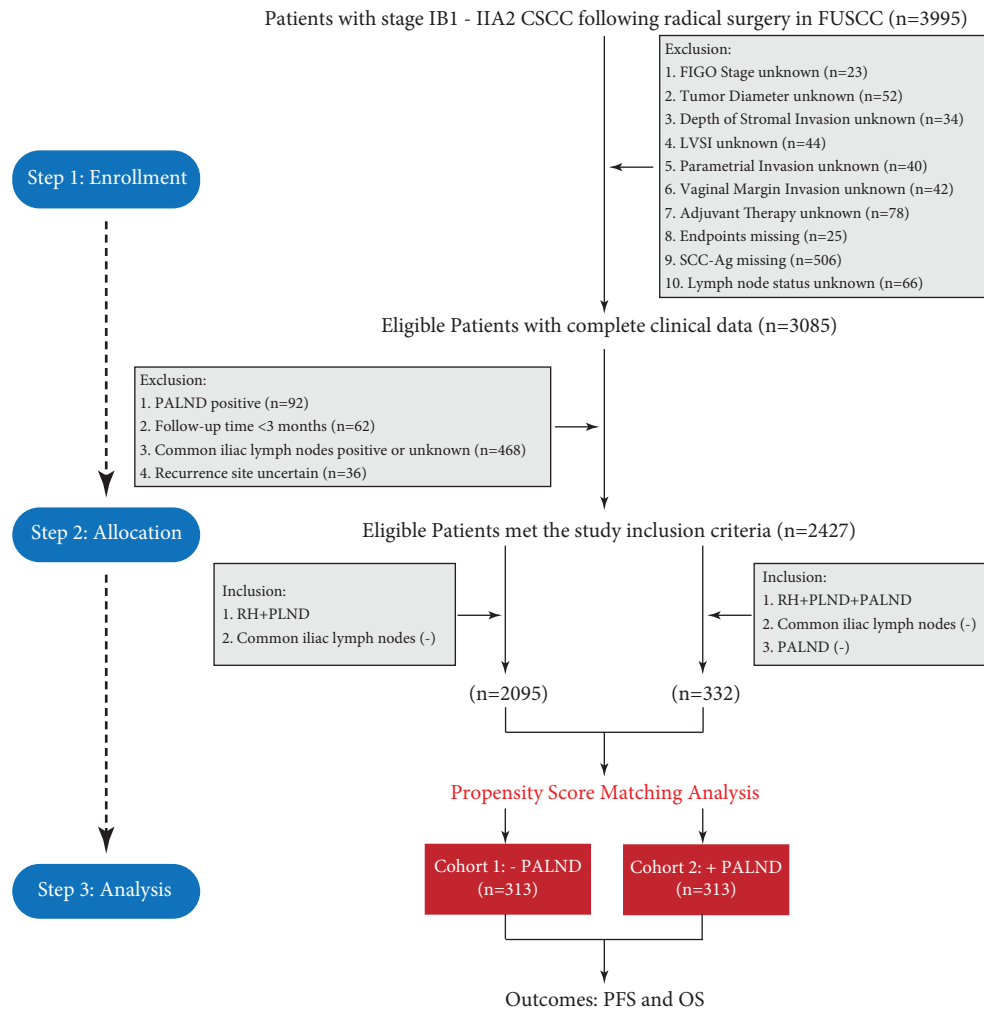 Patients with stage IB1 - IIA2 CSCC following radical surgery in FUSCC (n=3995)
Exclusion:
1. FIGO Stage unknown (n=23)
2. Tumor Diameter unknown (n=52)
3. Depth of Stromal Invasion unknown (n=34)
4. LVSI unknown (n=44)
5. Parametrial Invasion unknown (n=40)
6. Vaginal Margin Invasion unknown (n=42)
7. Adjuvant Therapy unknown (n=78)
8. Endpoints missing (n=25)
9. SCC-Ag missing (n=506)
10. Lymph node status unknown (n=66)
Step 1: Enrollment
Eligible Patients with complete clinical data (n=3085)
Exclusion:
1. PALND positive (n=92)
2. Follow-up time <3 months (n=62)
3. Common iliac lymph nodes positive or unknown (n=468)
4. Recurrence site uncertain (n=36)
Step 2: Allocation
Eligible Patients met the study inclusion criteria (n=2427)
Inclusion:
1. RH+PLND
2. Common iliac lymph nodes (-)
Inclusion:
1. RH+PLND+PALND
2. Common iliac lymph nodes (-)
3. PALND (-)
(n=2095)
(n=332)
Propensity Score Matching Analysis
Step 3: Analysis
Cohort 1: - PALND
(n=313)
Cohort 2: + PALND
(n=313)
Outcomes: PFS and OS